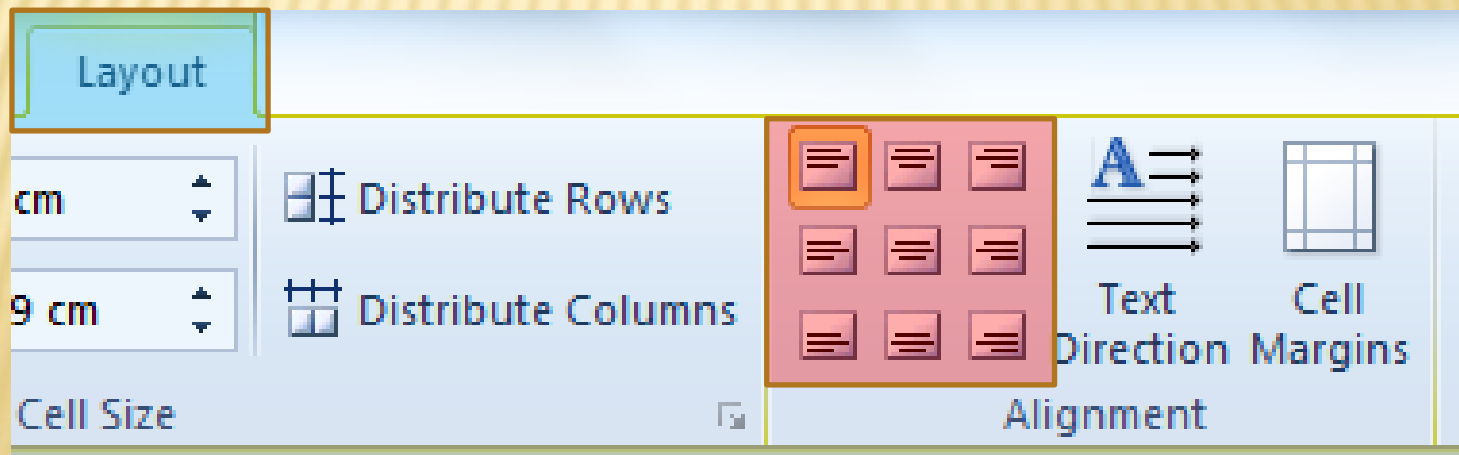 Layout
cm
Distribute Rows
9 cm
Distribute Columns
A
Text Direction
Cell Margins
Cell Size
Alignment